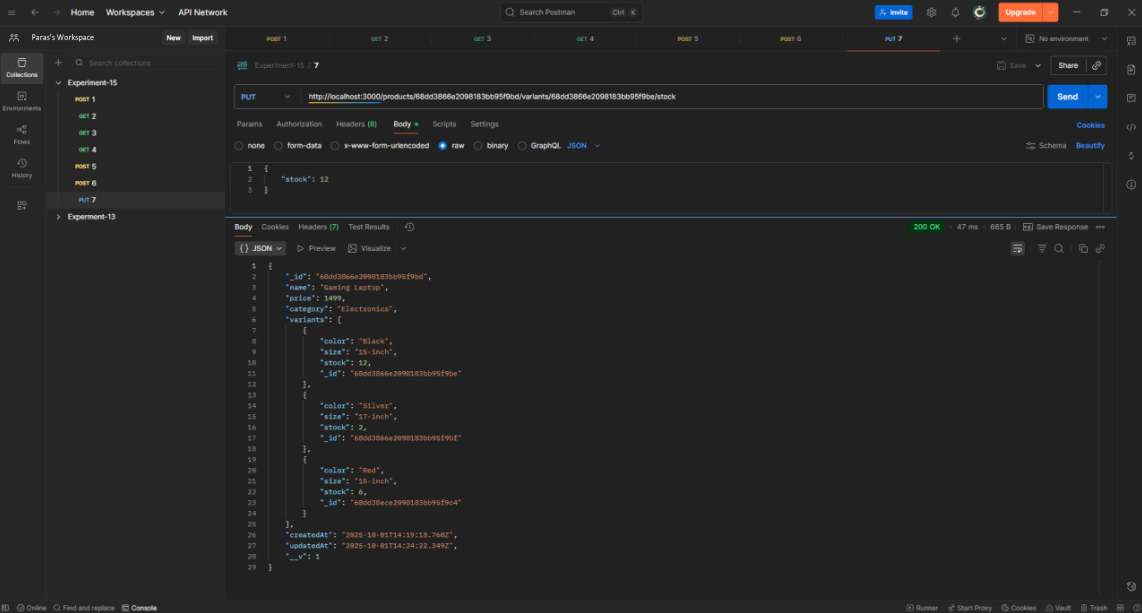 Home Workspaces API Network Search Postman Ctrl K Invite Upgrade
Paras's Workspace New Import POST 1 GET 2 GET 3 GET 4 POST 5 POST 6 PUT 7 No environment
Collections
Environments
Flows
History
Search collections
Experiment-15
POST 1
GET 2
GET 3
GET 4
POST 5
POST 6
PUT 7
Experment-13
Experiment-15 / 7 Save Share
PUT http://localhost:3000/products/68dd3866e2098183bb95f9bd/variants/68dd3866e2098183bb95f9be/stock Send
Params Authorization Headers (8) Body Scripts Settings Cookies
none form-data x-www-form-urlencoded raw binary GraphQL JSON Schema Beautify
1 {
2 "stock": 12
3 }
Body Cookies Headers (7) Test Results 200 OK 47 ms 665 B Save Response
{} JSON Preview Visualize
1 {
2 "_id": "68dd3866e2098183bb95f9bd",
3 "name": "Gaming Laptop",
4 "price": 1499,
5 "category": "Electronics",
6 "variants": [
7 {
8 "color": "Black",
9 "size": "15-inch",
10 "stock": 12,
11 "_id": "68dd3866e2098183bb95f9be"
12 },
13 {
14 "color": "Silver",
15 "size": "17-inch",
16 "stock": 2,
17 "_id": "68dd3866e2098183bb95f9bf"
18 },
19 {
20 "color": "Red",
21 "size": "15-inch",
22 "stock": 6,
23 "_id": "68dd38ece2098183bb95f9c4"
24 }
25 ],
26 "createdAt": "2025-10-01T14:19:18.760Z",
27 "updatedAt": "2025-10-01T14:24:22.349Z",
28 "__v": 1
29 }
Online Find and replace Console Runner Start Proxy Cookies Vault Trash